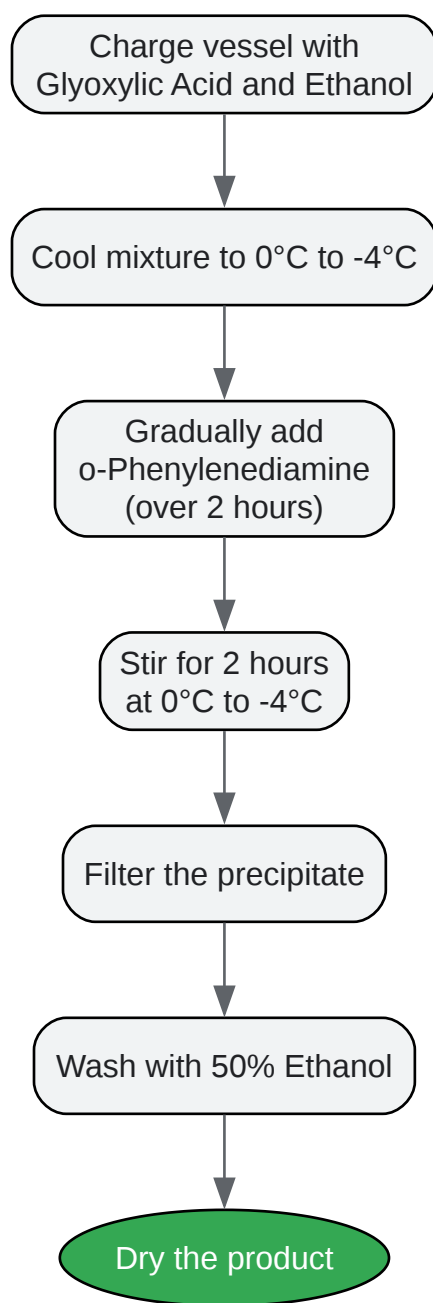 Charge vessel with
Glyoxylic Acid and Ethanol
Cool mixture to 0°C to -4°C
Gradually add
o-Phenylenediamine
(over 2 hours)
Stir for 2 hours
at 0°C to -4°C
Filter the precipitate
Wash with 50% Ethanol
Dry the product